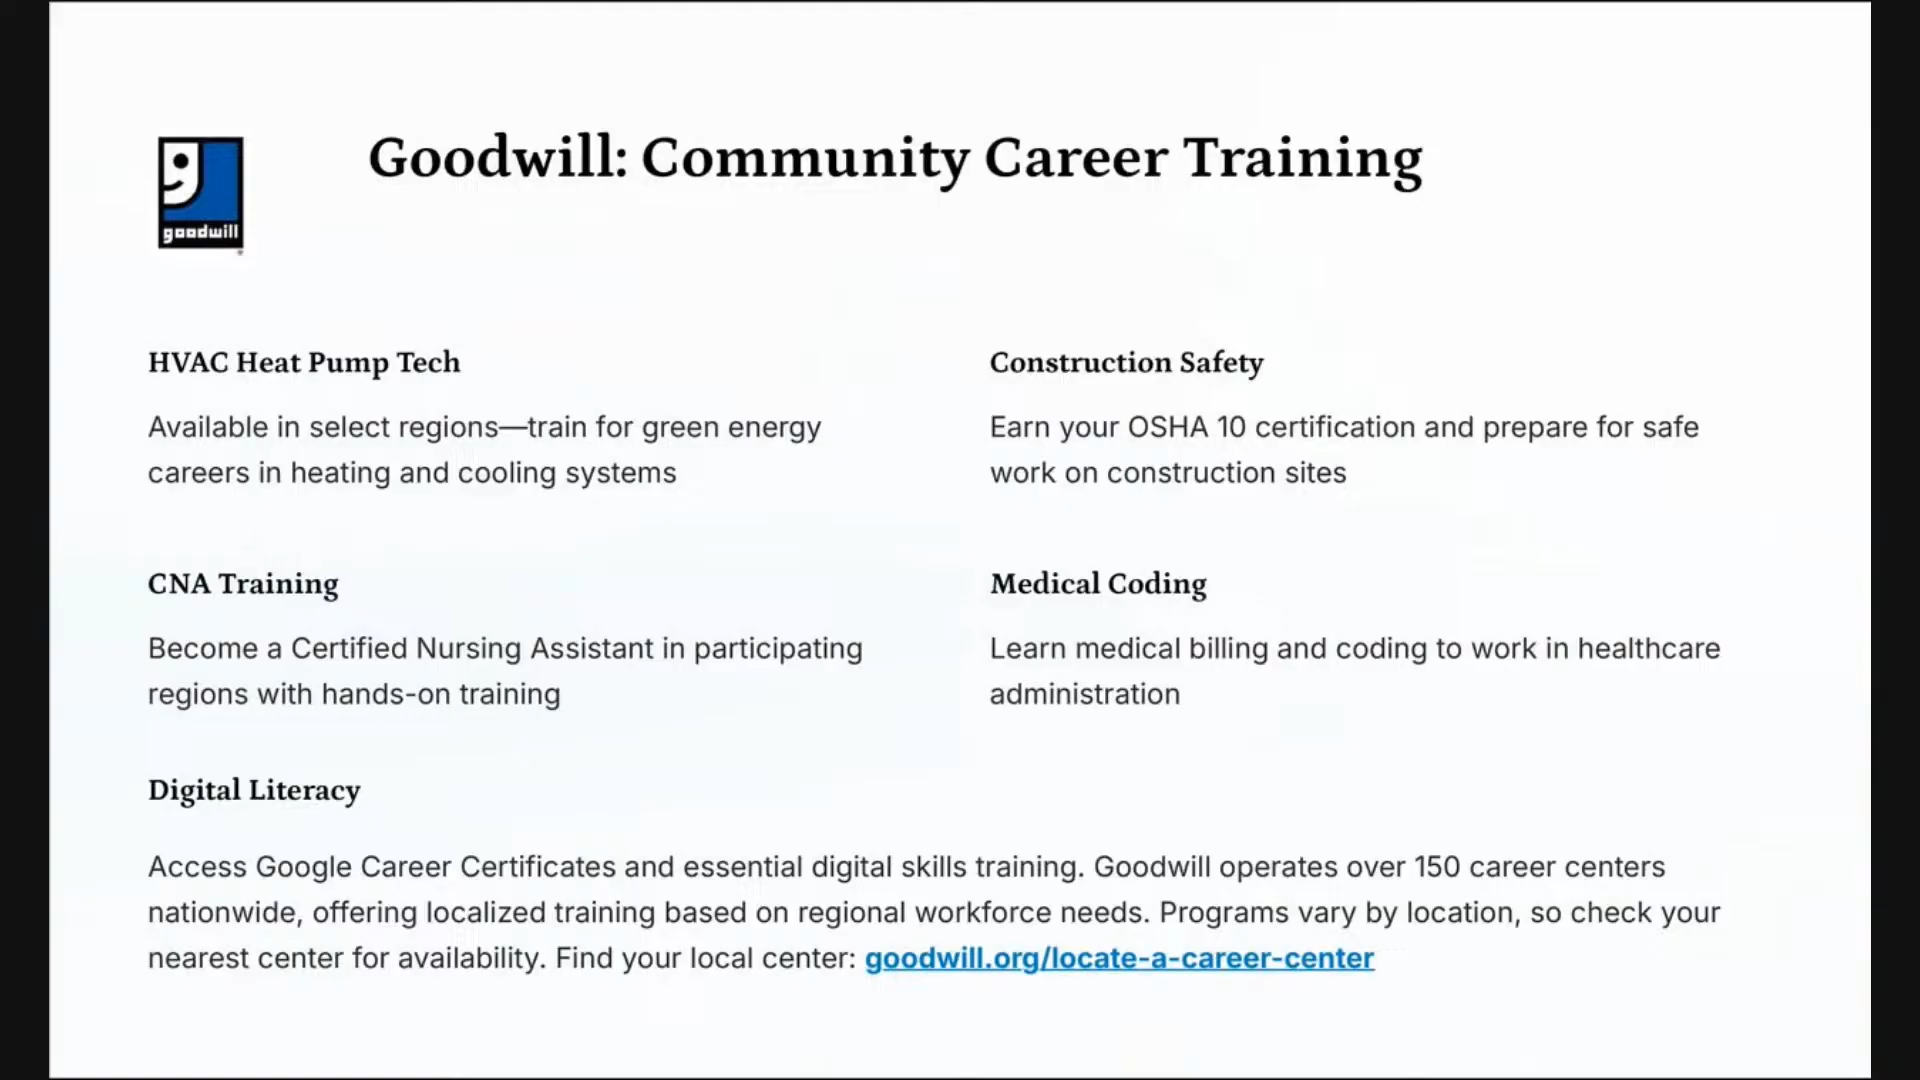 goodwill
Goodwill: Community Career Training
HVAC Heat Pump Tech
Available in select regions—train for green energy
careers in heating and cooling systems
Construction Safety
Earn your OSHA 10 certification and prepare for safe
work on construction sites
CNA Training
Become a Certified Nursing Assistant in participating
regions with hands-on training
Medical Coding
Learn medical billing and coding to work in healthcare
administration
Digital Literacy
Access Google Career Certificates and essential digital skills training. Goodwill operates over 150 career centers
nationwide, offering localized training based on regional workforce needs. Programs vary by location, so check your
nearest center for availability. Find your local center: goodwill.org/locate-a-career-center